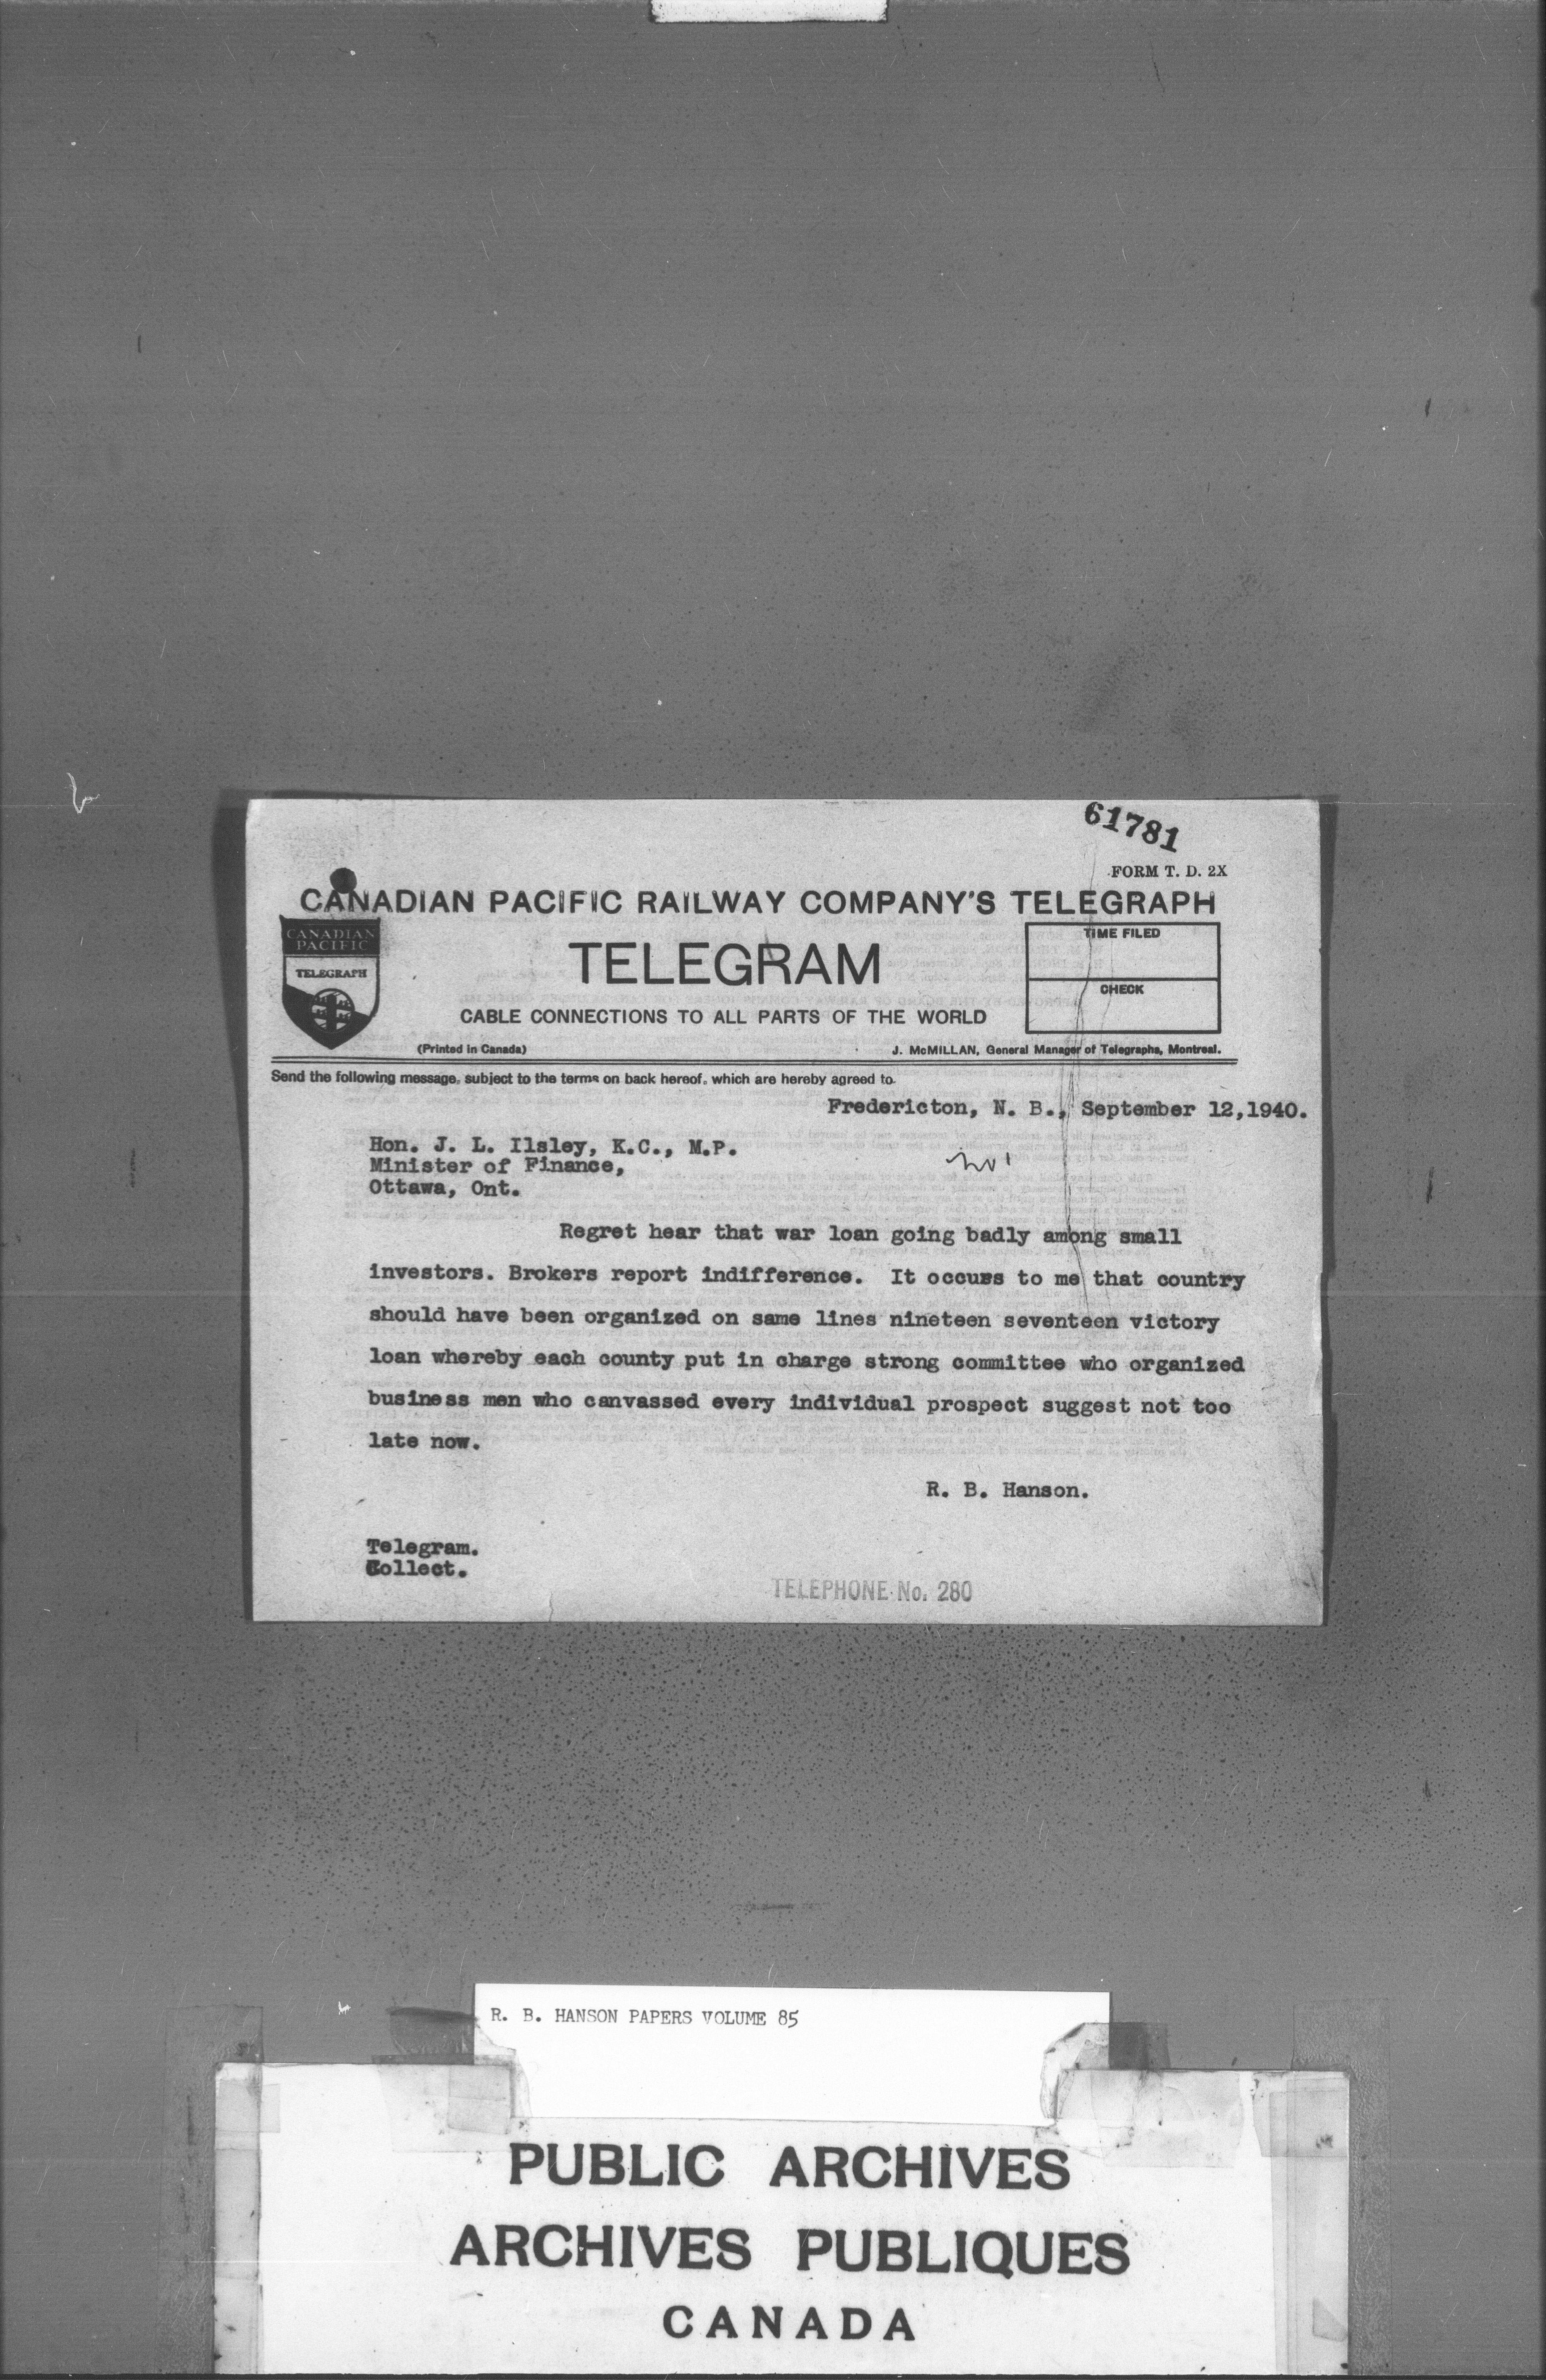 61781
FORM T. D. 2X
CANADIAN PACIFIC RAILWAY COMPANY'S TELEGRAPH
CANADIAN
PACIFIC
TELEGRAPH
TELEGRAM
CABLE CONNECTIONS TO ALL PARTS OF THE WORLD
TIME FILED
CHECK
(Printed in Canada)
J. McMILLAN, General Manager of Telegraphs, Montreal.
Send the following message, subject to the terms on back hereof, which are hereby agreed to.
Fredericton, N. B., September 12,1940.
Hon. J. L. Ilsley, K.C., M.P.
Minister of Finance,
Ottawa, Ont.
Regret hear that war loan going badly among small
investors. Brokers report indifference. It occurs to me that country
should have been organized on same lines nineteen seventeen victory
loan whereby each county put in charge strong committee who organized
business men who canvassed every individual prospect suggest not too
late now.
R. B. Hanson.
Telegram.
Collect.
TELEPHONE No. 280
R. B. HANSON PAPERS VOLUME 85
PUBLIC ARCHIVES
ARCHIVES PUBLIQUES
CANADA